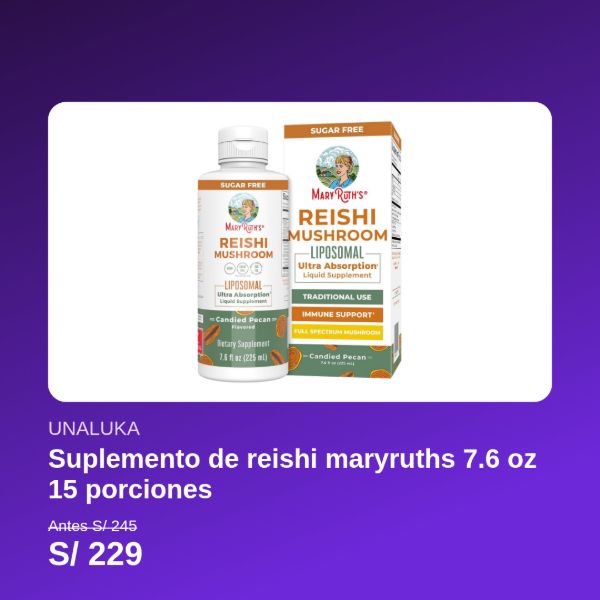 SUGAR FREE
MARYRUTH'S®
REISHI
MUSHROOM
LIPOSOMAL
Ultra Absorption†
Liquid Supplement
Candied Pecan
Flavored
Dietary Supplement
7.6 fl oz (225 mL)
SUGAR FREE
MARYRUTH'S®
REISHI
MUSHROOM
LIPOSOMAL
Ultra Absorption†
Liquid Supplement
TRADITIONAL USE
IMMUNE SUPPORT†
FULL SPECTRUM MUSHROOM
Candied Pecan
UNALUKA
Suplemento de reishi maryruths 7.6 oz
15 porciones
Antes S/ 245
S/ 229